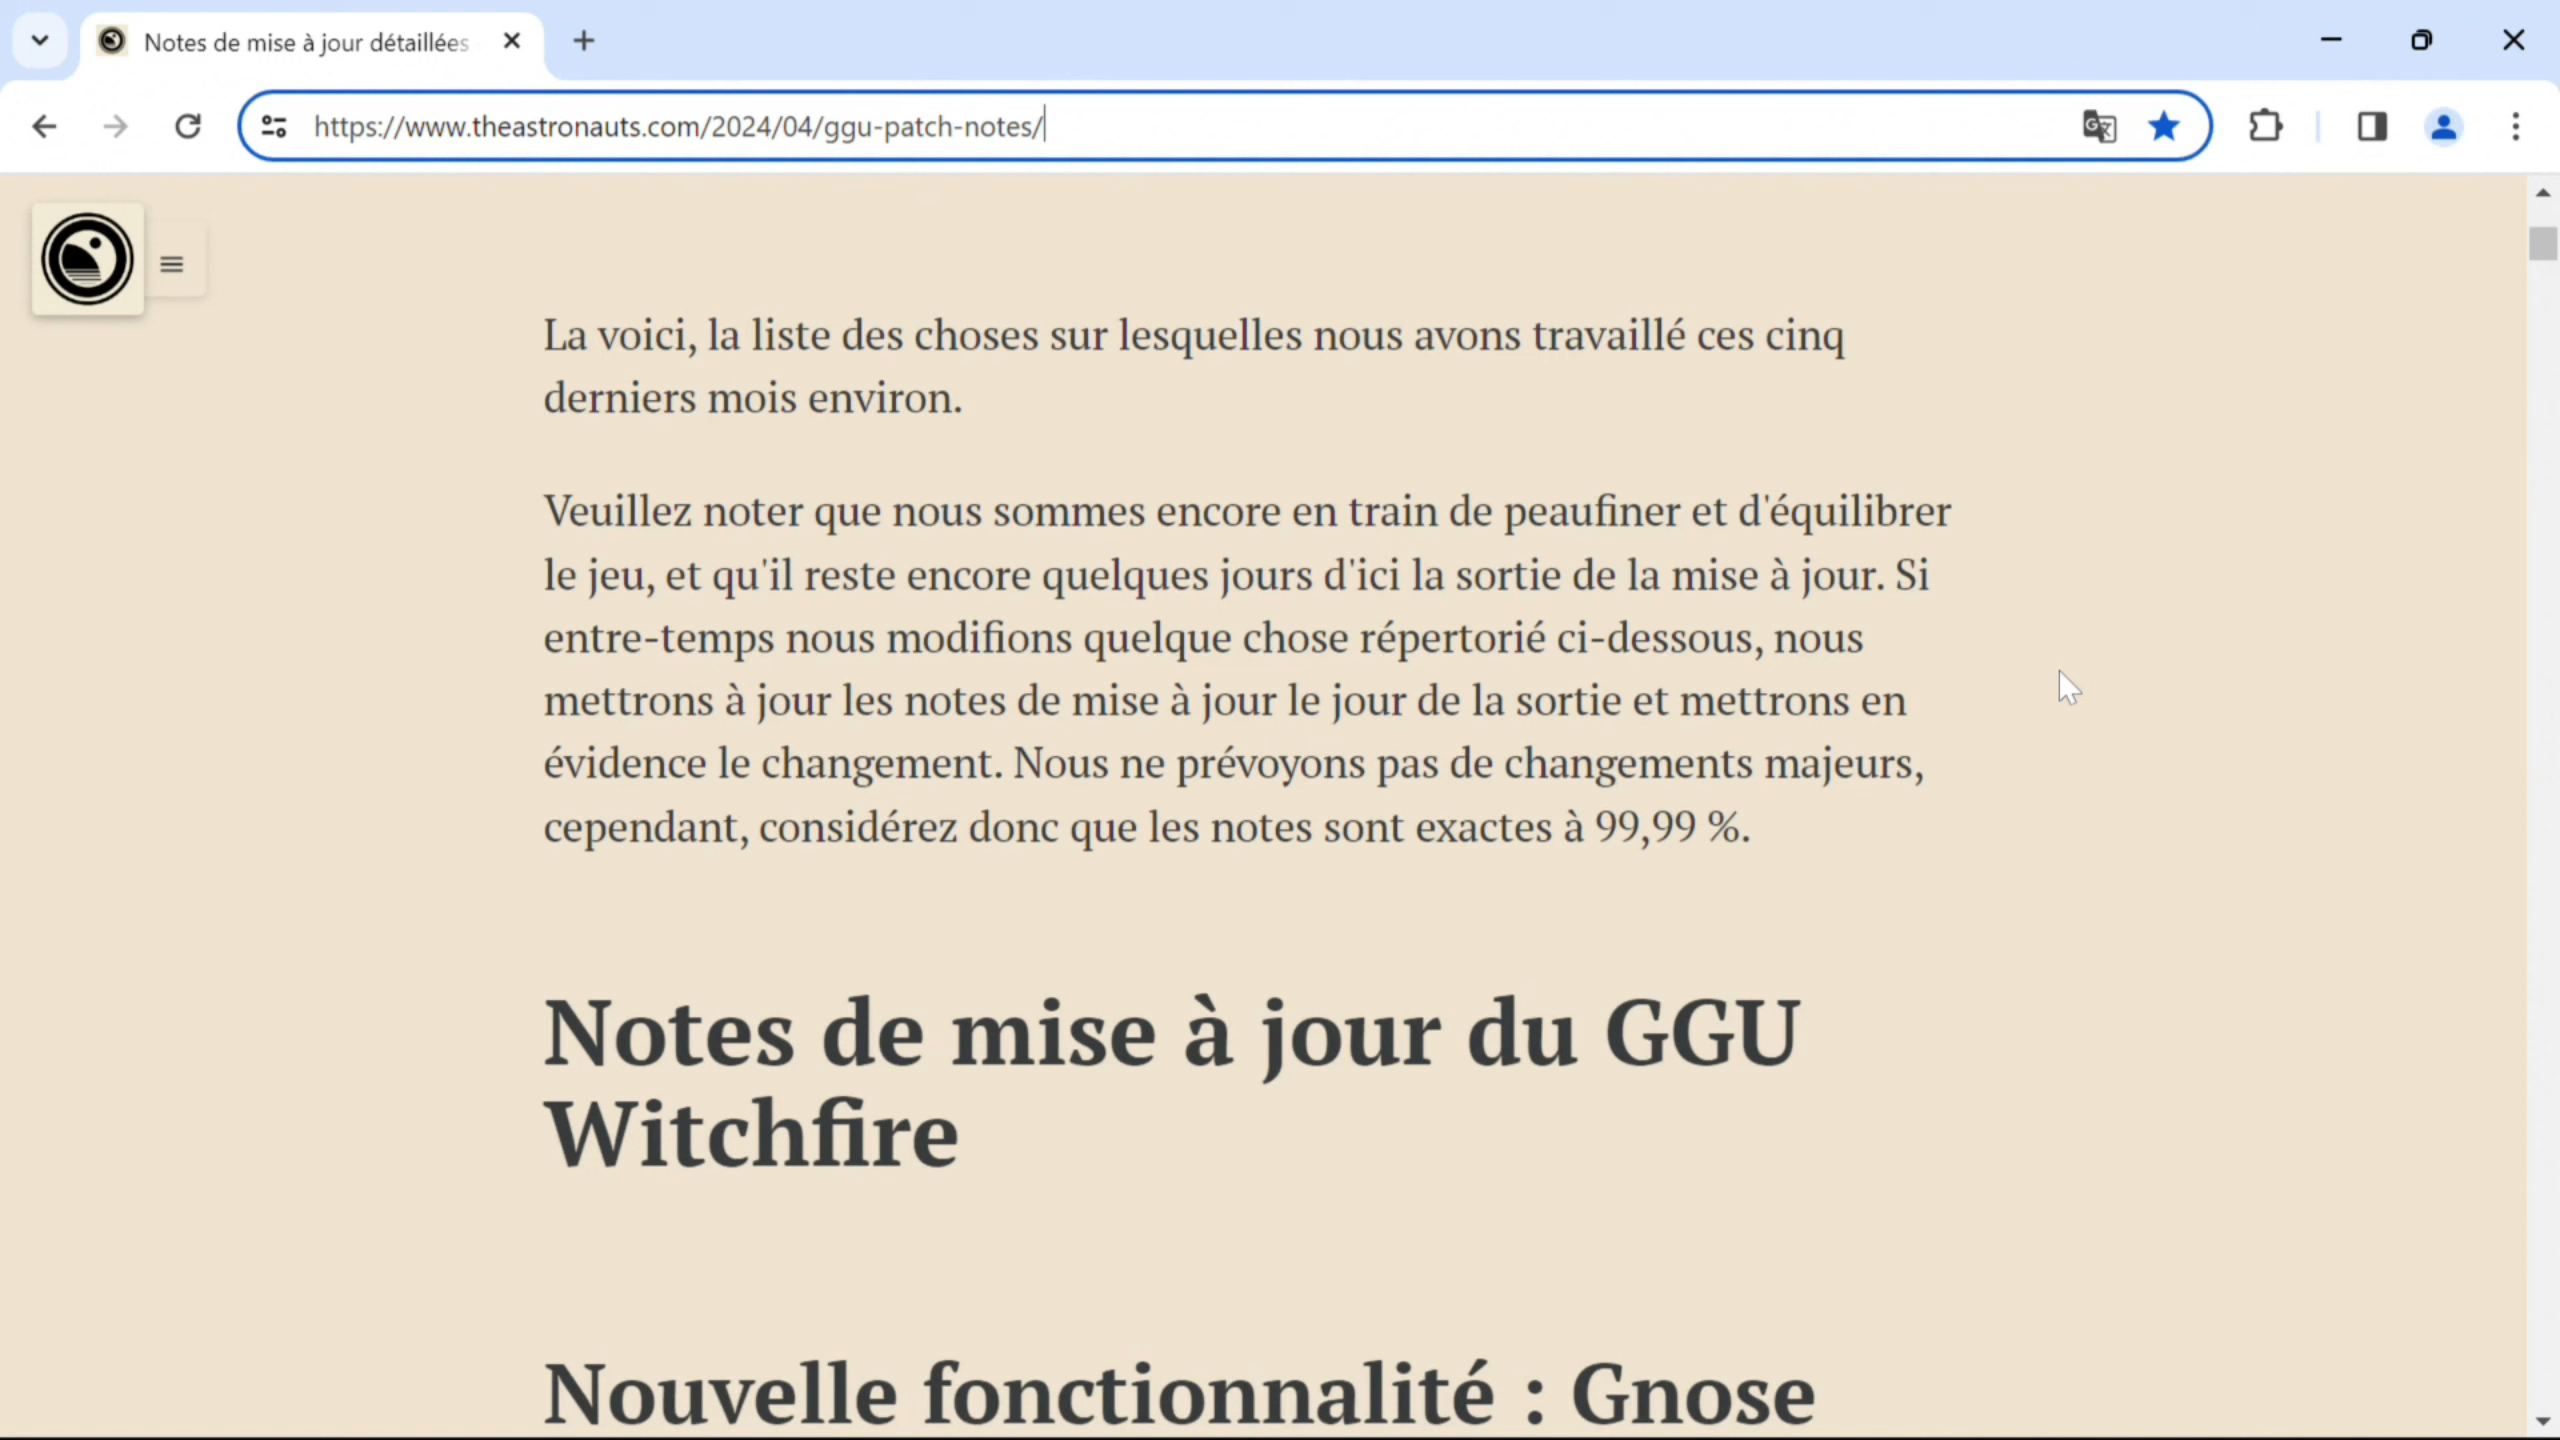 Notes de mise à jour détaillées
https://www.theastronauts.com/2024/04/ggu-patch-notes/
La voici, la liste des choses sur lesquelles nous avons travaillé ces cinq
derniers mois environ.
Veuillez noter que nous sommes encore en train de peaufiner et d'équilibrer
le jeu, et qu'il reste encore quelques jours d'ici la sortie de la mise à jour. Si
entre-temps nous modifions quelque chose répertorié ci-dessous, nous
mettrons à jour les notes de mise à jour le jour de la sortie et mettrons en
évidence le changement. Nous ne prévoyons pas de changements majeurs,
cependant, considérez donc que les notes sont exactes à 99,99 %.
Notes de mise à jour du GGU
Witchfire
Nouvelle fonctionnalité : Gnose